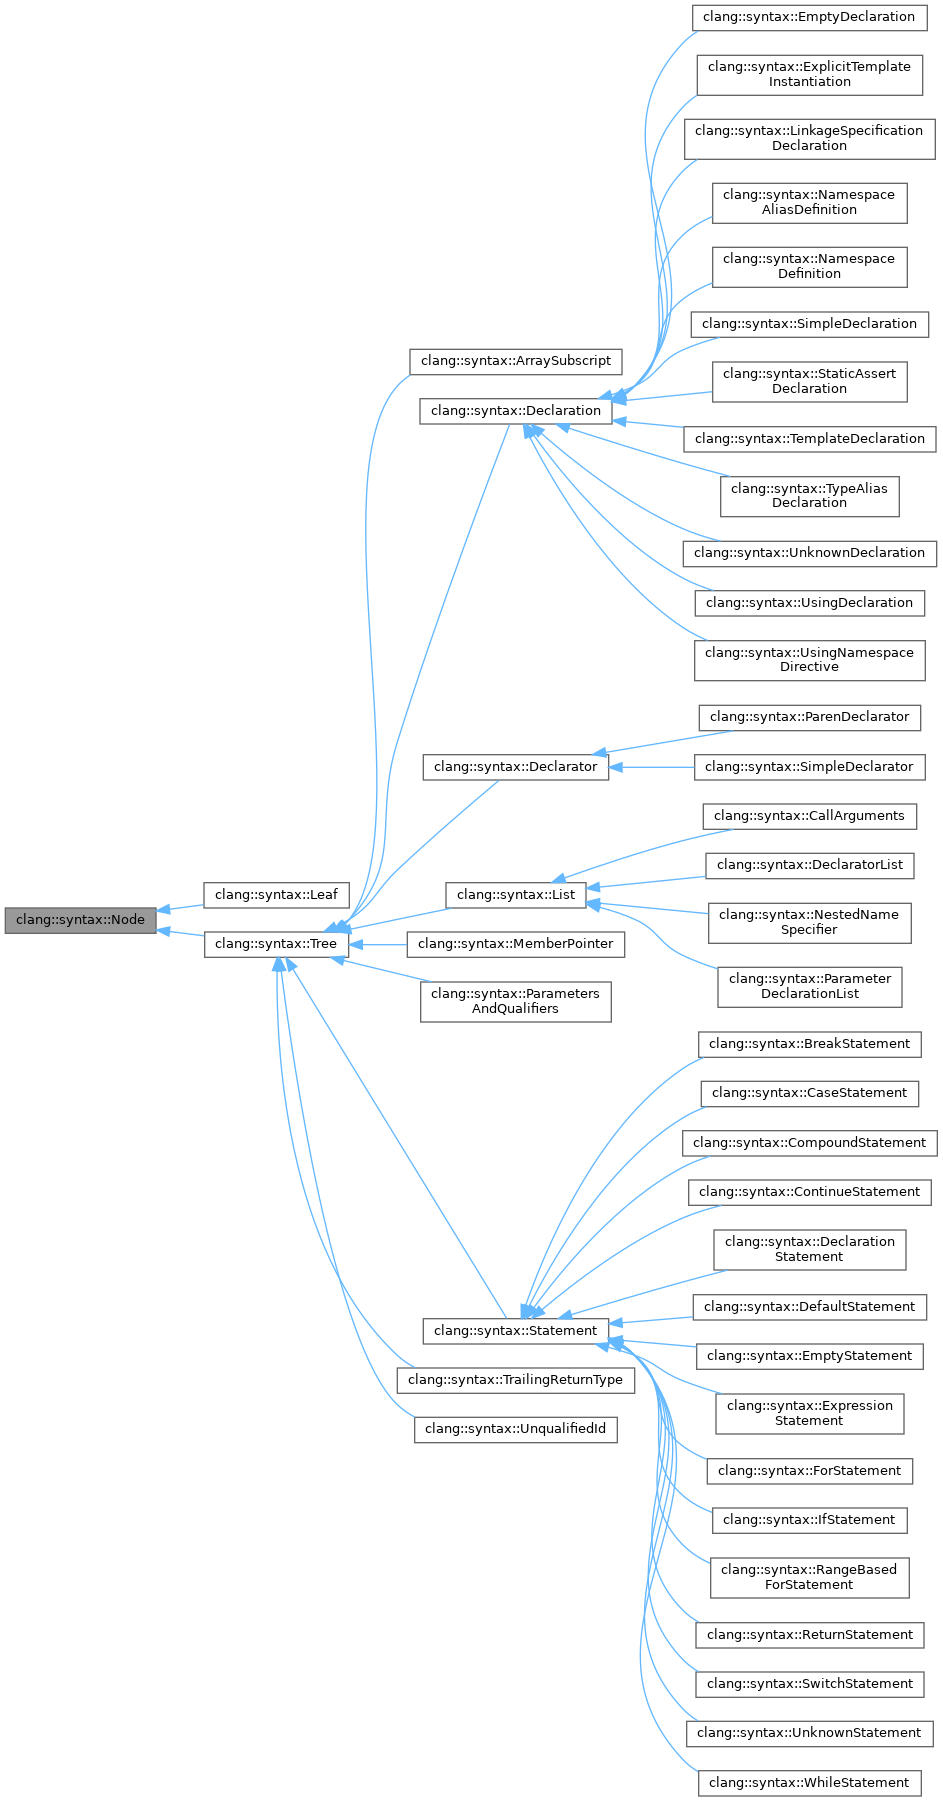 clang::syntax::Node
clang::syntax::Leaf
clang::syntax::Tree
clang::syntax::ArraySubscript
clang::syntax::Declaration
clang::syntax::Declarator
clang::syntax::List
clang::syntax::MemberPointer
clang::syntax::Parameters
AndQualifiers
clang::syntax::Statement
clang::syntax::TrailingReturnType
clang::syntax::UnqualifiedId
clang::syntax::EmptyDeclaration
clang::syntax::ExplicitTemplate
Instantiation
clang::syntax::LinkageSpecification
Declaration
clang::syntax::Namespace
AliasDefinition
clang::syntax::Namespace
Definition
clang::syntax::SimpleDeclaration
clang::syntax::StaticAssert
Declaration
clang::syntax::TemplateDeclaration
clang::syntax::TypeAlias
Declaration
clang::syntax::UnknownDeclaration
clang::syntax::UsingDeclaration
clang::syntax::UsingNamespace
Directive
clang::syntax::ParenDeclarator
clang::syntax::SimpleDeclarator
clang::syntax::CallArguments
clang::syntax::DeclaratorList
clang::syntax::NestedName
Specifier
clang::syntax::Parameter
DeclarationList
clang::syntax::BreakStatement
clang::syntax::CaseStatement
clang::syntax::CompoundStatement
clang::syntax::ContinueStatement
clang::syntax::Declaration
Statement
clang::syntax::DefaultStatement
clang::syntax::EmptyStatement
clang::syntax::Expression
Statement
clang::syntax::ForStatement
clang::syntax::IfStatement
clang::syntax::RangeBased
ForStatement
clang::syntax::ReturnStatement
clang::syntax::SwitchStatement
clang::syntax::UnknownStatement
clang::syntax::WhileStatement